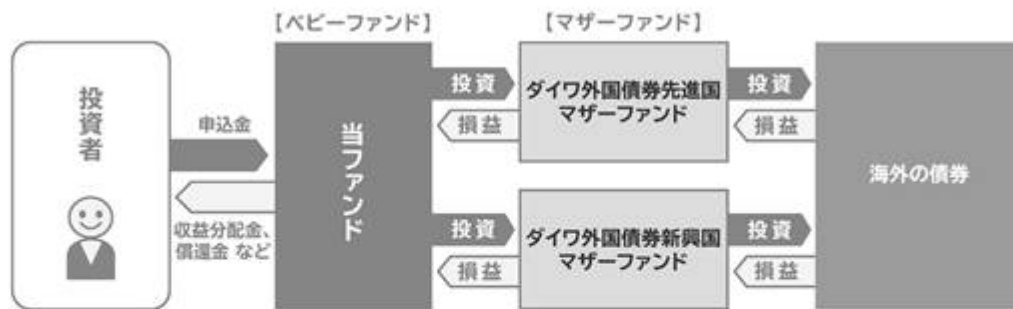 【ベビーファンド】
【マザーファンド】
投資者
申込金
収益分配金、
償還金 など
当ファンド
投資
損益
ダイワ外国債券先進国
マザーファンド
投資
損益
投資
損益
ダイワ外国債券新興国
マザーファンド
投資
損益
海外の債券